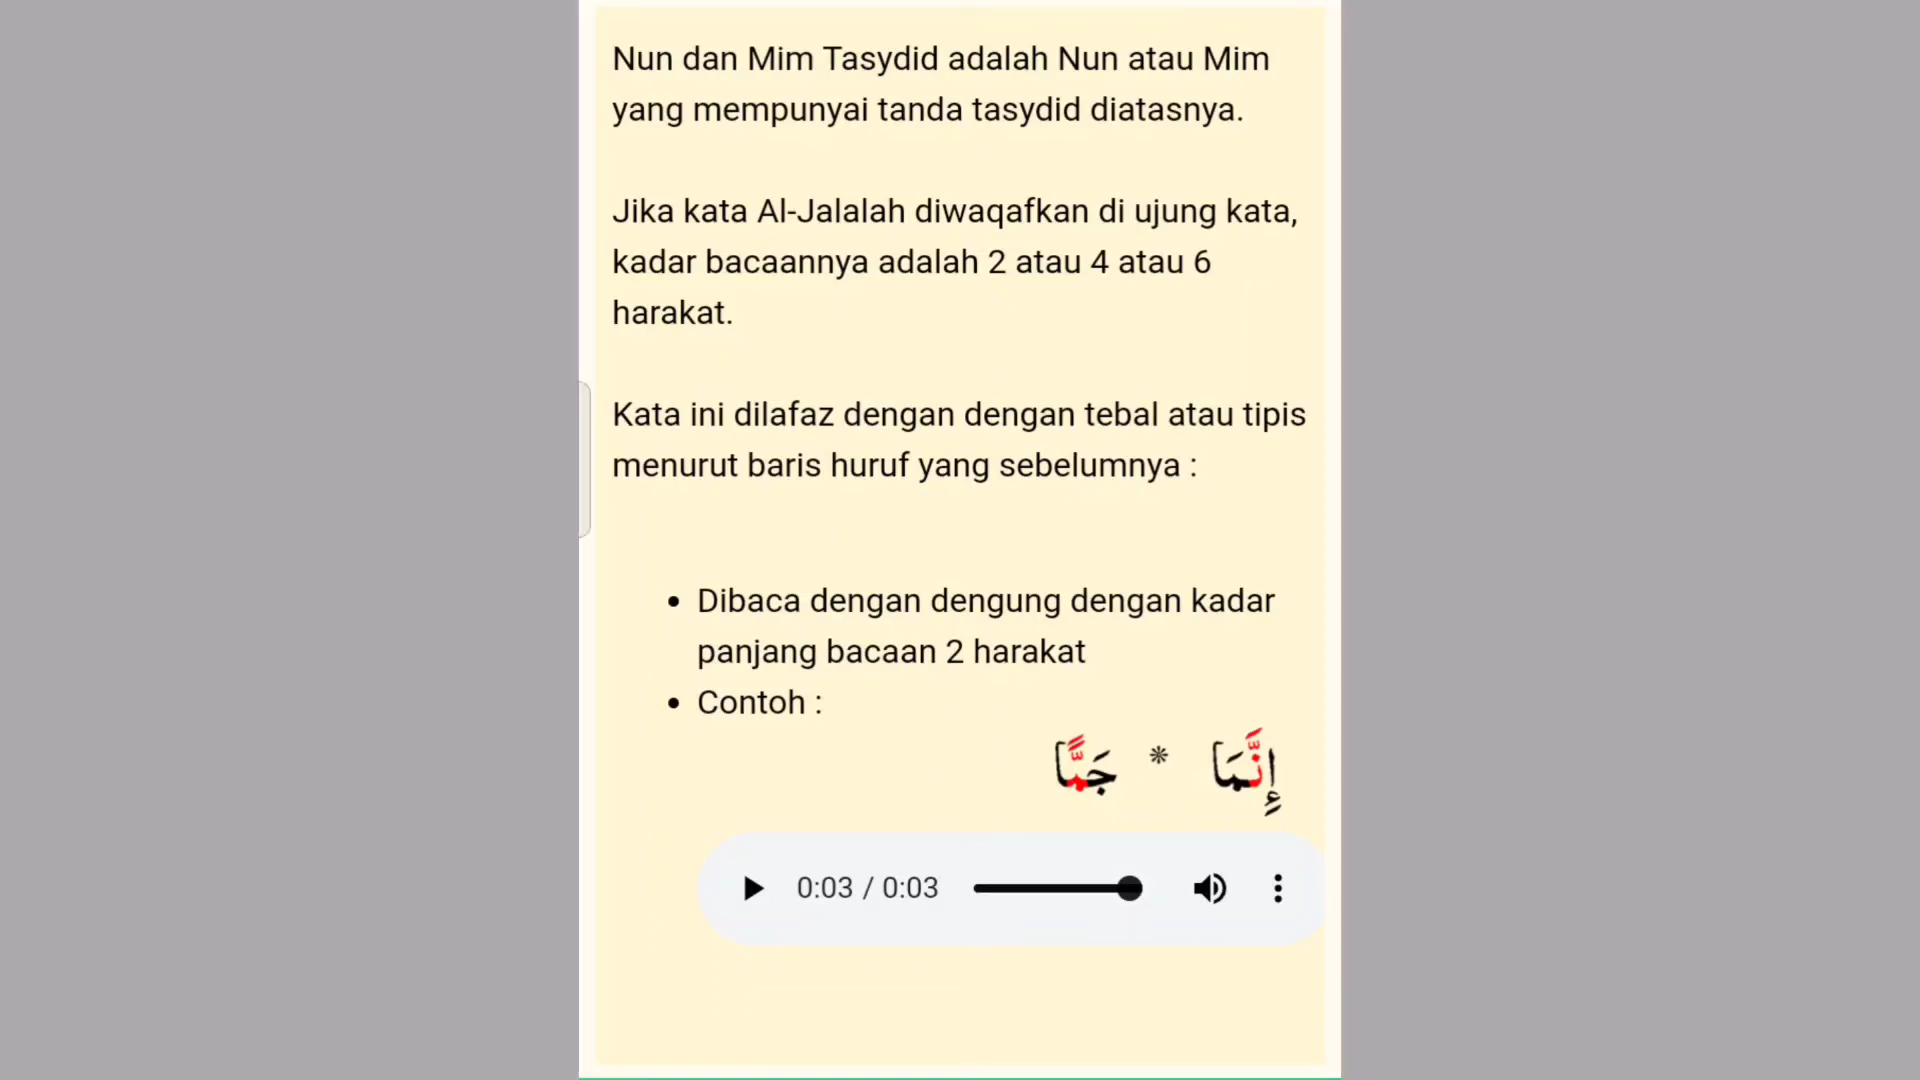 Nun dan Mim Tasydid adalah Nun atau Mim
yang mempunyai tanda tasydid diatasnya.
Jika kata Al-Jalalah diwaqafkan di ujung kata,
kadar bacaannya adalah 2 atau 4 atau 6
harakat.
Kata ini dilafaz dengan dengan tebal atau tipis
menurut baris huruf yang sebelumnya :
• Dibaca dengan dengung dengan kadar
panjang bacaan 2 harakat
• Contoh :
إِنَّمَا * جَمًّا
0:03 / 0:03